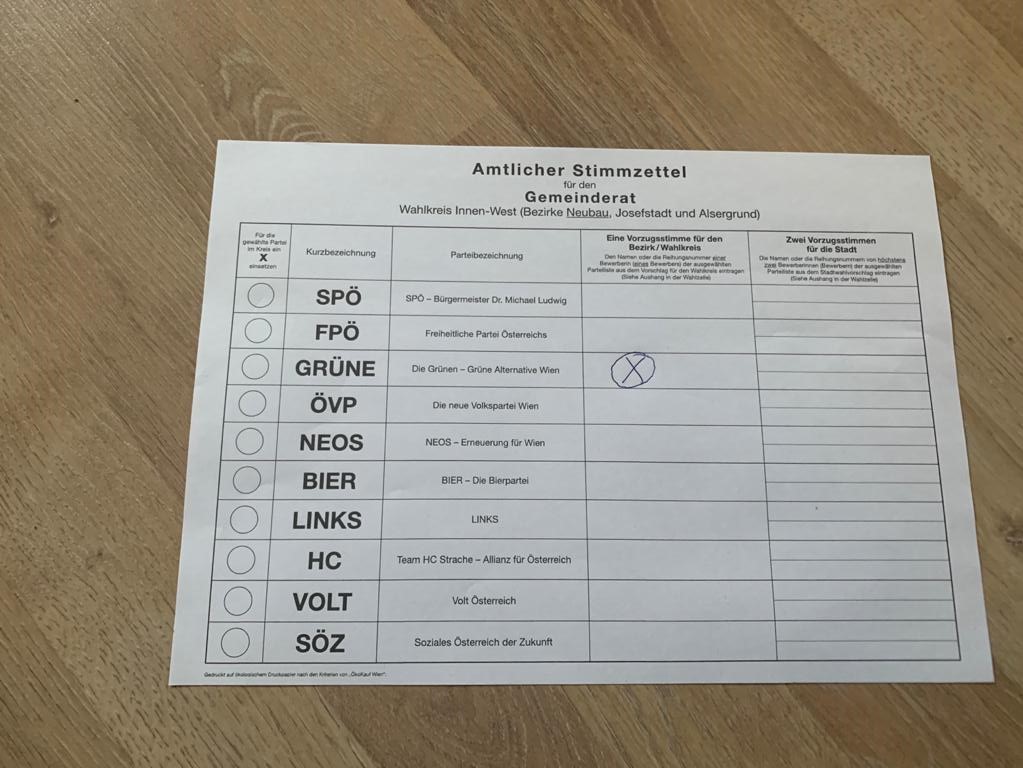 Amtlicher Stimmzettel
für den
Gemeinderat
Wahlkreis Innen-West (Bezirke Neubau, Josefstadt und Alsergrund)
Für die
gewählte Partei
im Kreis ein
X
einsetzen
Kurzbezeichnung
Parteibezeichnung
Eine Vorzugsstimme für den
Bezirk/Wahlkreis
Den Namen oder die Reihungsnummer einer
Bewerberin (eines Bewerbers) der ausgewählten
Parteiliste aus dem Vorschlag für den Wahlkreis eintragen
(Siehe Aushang in der Wahlzelle)
Zwei Vorzugsstimmen
für die Stadt
Die Namen oder die Reihungsnummern von höchstens
zwei Bewerberinnen (Bewerbern) der ausgewählten
Parteiliste aus dem Stadtwahlvorschlag eintragen
(Siehe Aushang in der Wahlzelle)
SPÖ SPÖ – Bürgermeister Dr. Michael Ludwig
FPÖ Freiheitliche Partei Österreichs
GRÜNE Die Grünen – Grüne Alternative Wien X
ÖVP Die neue Volkspartei Wien
NEOS NEOS – Erneuerung für Wien
BIER BIER – Die Bierpartei
LINKS LINKS
HC Team HC Strache – Allianz für Österreich
VOLT Volt Österreich
SÖZ Soziales Österreich der Zukunft
Gedruckt auf ökologischem Druckpapier nach den Kriterien von „ÖkoKauf Wien“.